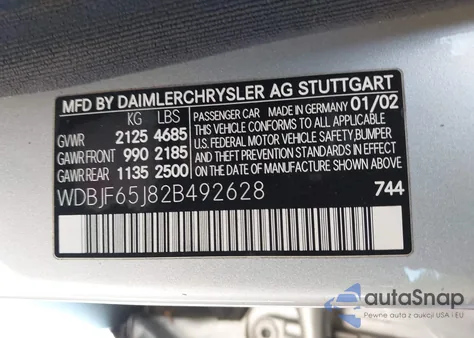 MFD BY DAIMLERCHRYSLER AG STUTTGART
KG LBS
GVWR 2125 4685
GAWR FRONT 990 2185
GAWR REAR 1135 2500
PASSENGER CAR / MADE IN GERMANY 01/02
THIS VEHICLE CONFORMS TO ALL APPLICABLE
U.S. FEDERAL MOTOR VEHICLE SAFETY, BUMPER
AND THEFT PREVENTION STANDARDS IN EFFECT
ON THE DATE OF MANUFACTURE SHOWN ABOVE
WDBJF65J82B492628 744
autoSnap
Pewne auta z aukcji USA i EU